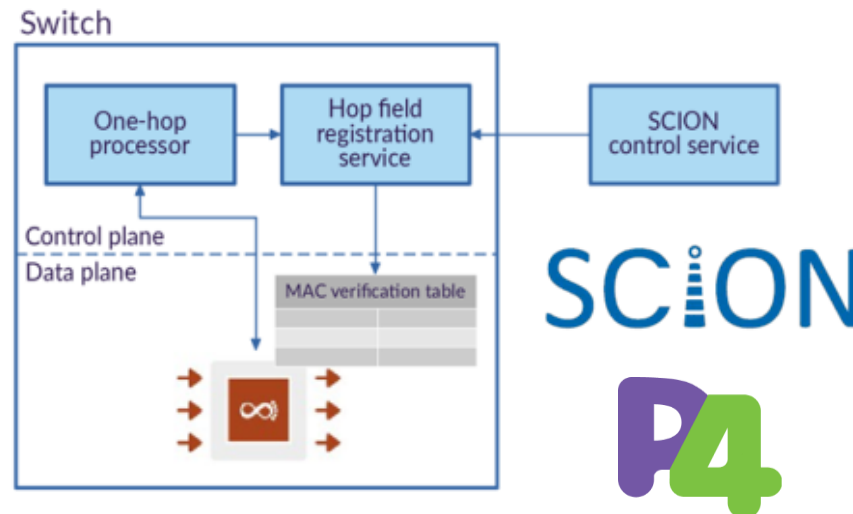 Switch
One-hop
processor
Hop field
registration
service
SCION
control service
Control plane
Data plane
MAC verification table
SCION
P4